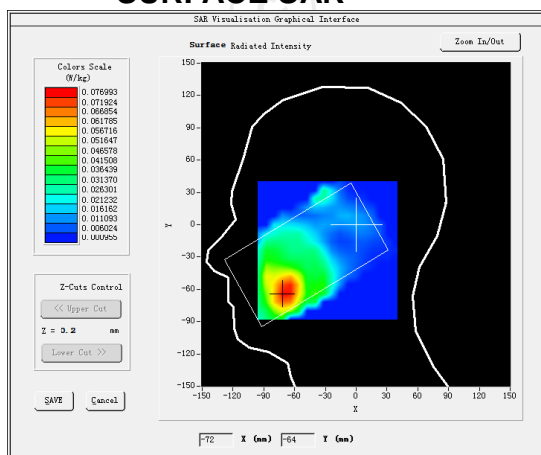 SURFACE SAR
SAR Visualisation Graphical Interface
Surface Radiated Intensity
Zoom In/Out
Colors Scale
(W/kg)
0.076993
0.071924
0.066854
0.061785
0.056716
0.051647
0.046578
0.041508
0.036439
0.031370
0.026301
0.021232
0.016162
0.011093
0.006024
0.000955
150
120
90
60
30
0
-30
-60
-90
-120
-150
Y
-150 -120 -90 -60 -30 0 30 60 90 120 150
X
Z-Cuts Control
<< Upper Cut
Z = 0.2 mm
Lower Cut >>
SAVE Cancel
-72 X (mm) -64 Y (mm)